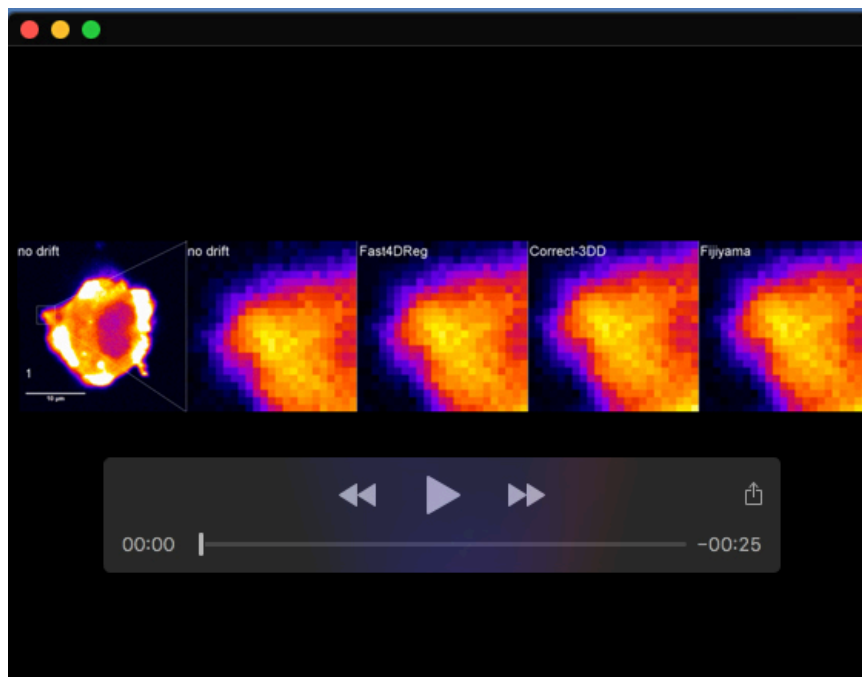 no drift
no drift
Fast4DReg
Correct-3DD
Fijiyama
1
10 µm
00:00
-00:25